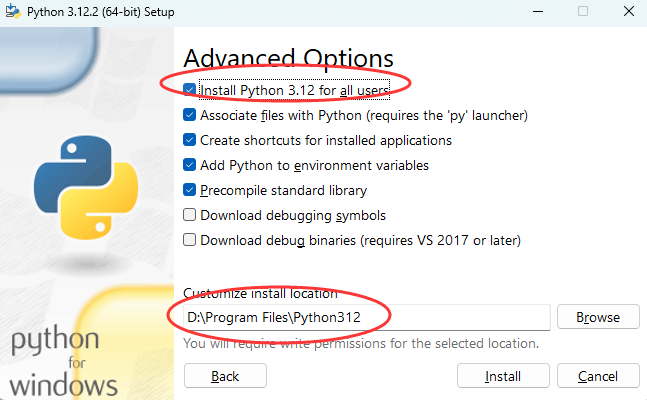 Python 3.12.2 (64-bit) Setup
Advanced Options
Install Python 3.12 for all users
Associate files with Python (requires the 'py' launcher)
Create shortcuts for installed applications
Add Python to environment variables
Precompile standard library
Download debugging symbols
Download debug binaries (requires VS 2017 or later)
Customize install location
D:\Program Files\Python312
Browse
You will require write permissions for the selected location.
python
for
windows
Back
Install
Cancel